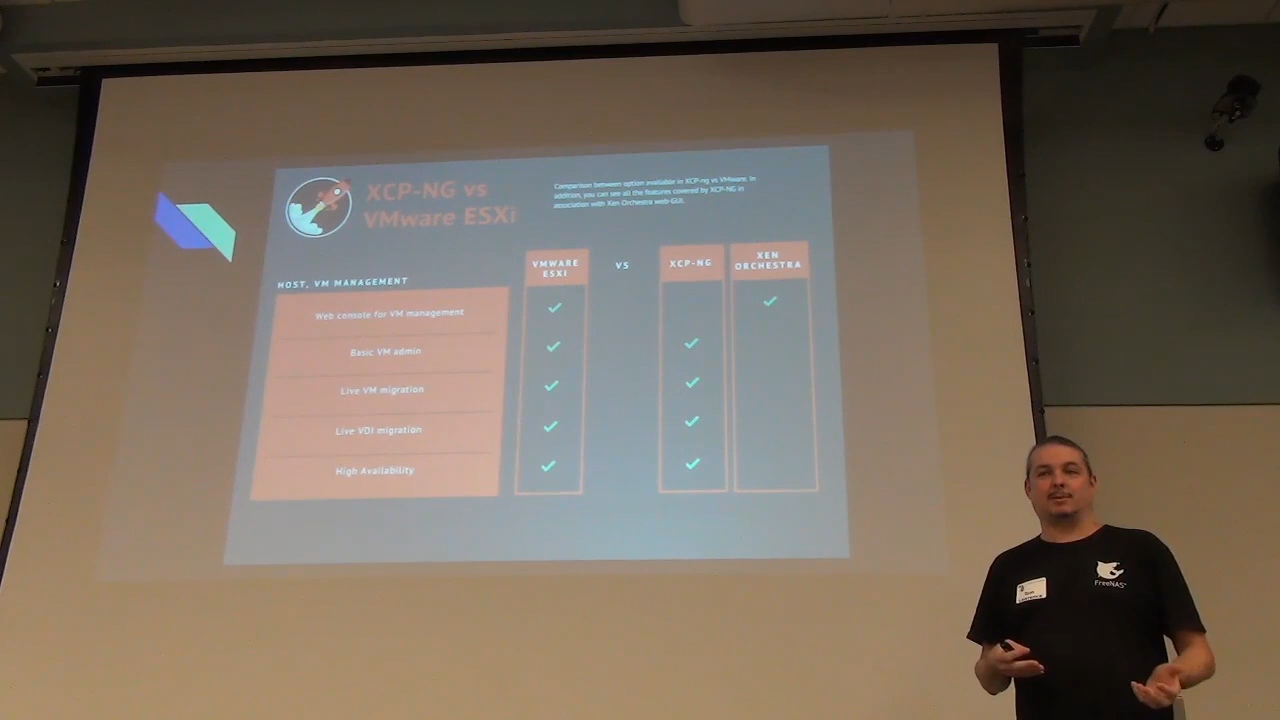 XCP-NG vs
VMware ESXi
Comparison between option available in XCP-ng vs VMware. In
addition, you can see all the features covered by XCP-NG in
association with Xen Orchestra web-GUI.
VMWARE
ESXI
VS
XCP-NG
XEN
ORCHESTRA
HOST, VM MANAGEMENT
Web console for VM management
Basic VM admin
Live VM migration
Live VDI migration
High Availability
FreeNAS™
Tom
Lawrence